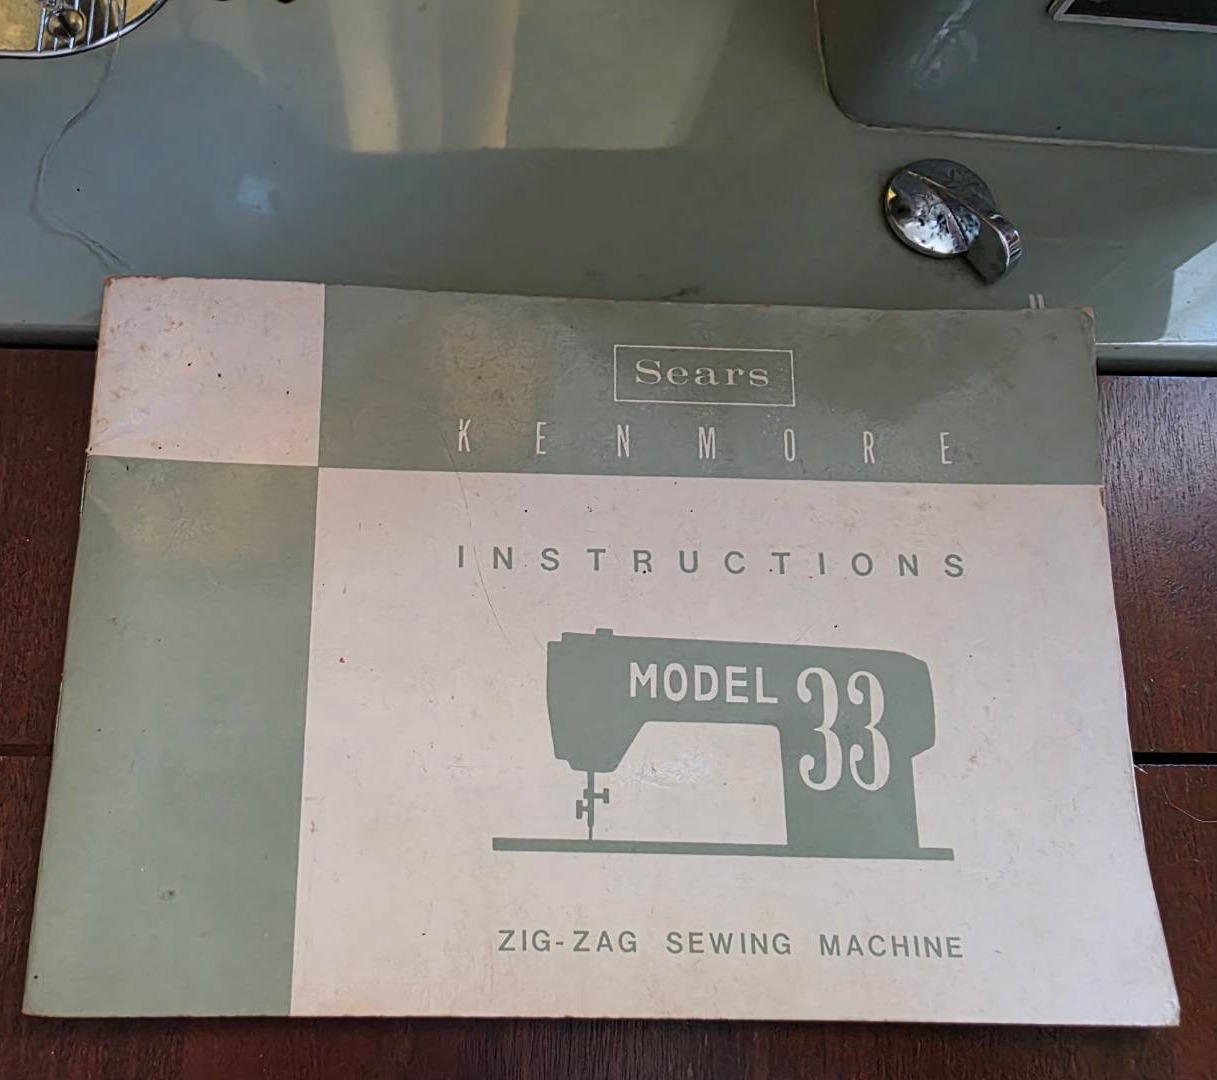 Sears
KENMORE
INSTRUCTIONS
MODEL 33
ZIG-ZAG SEWING MACHINE